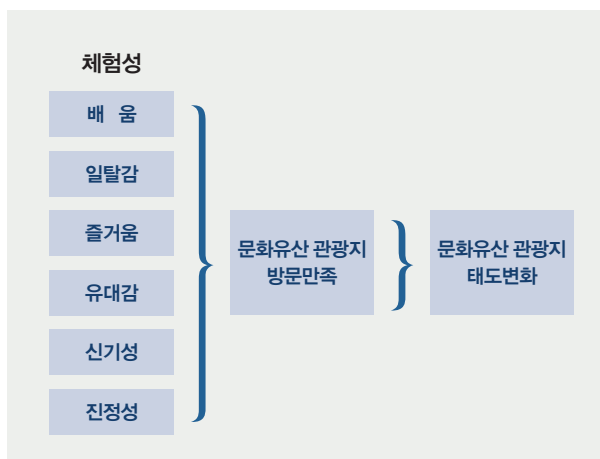 체험성
배 움
일탈감
즐거움
유대감
신기성
진정성
문화유산 관광지
방문만족
문화유산 관광지
태도변화